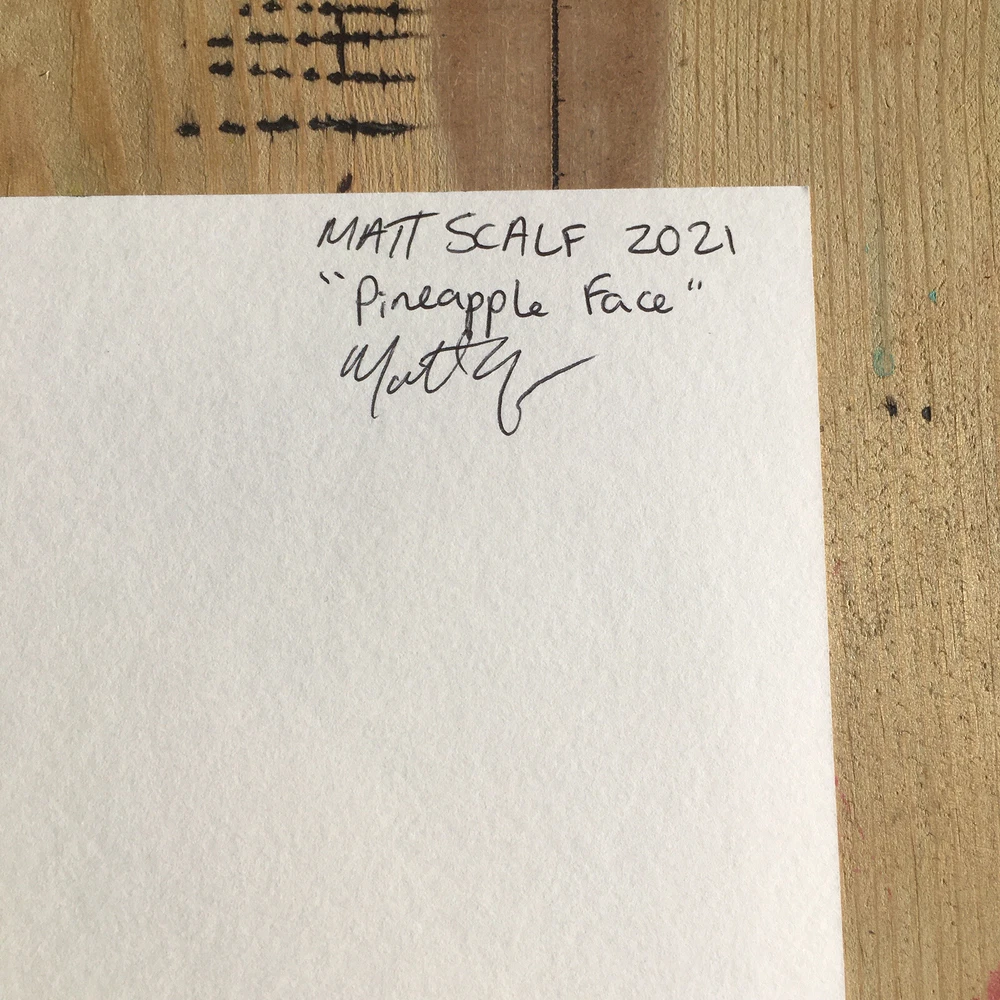 MATT SCALF 2021
"Pineapple Face"